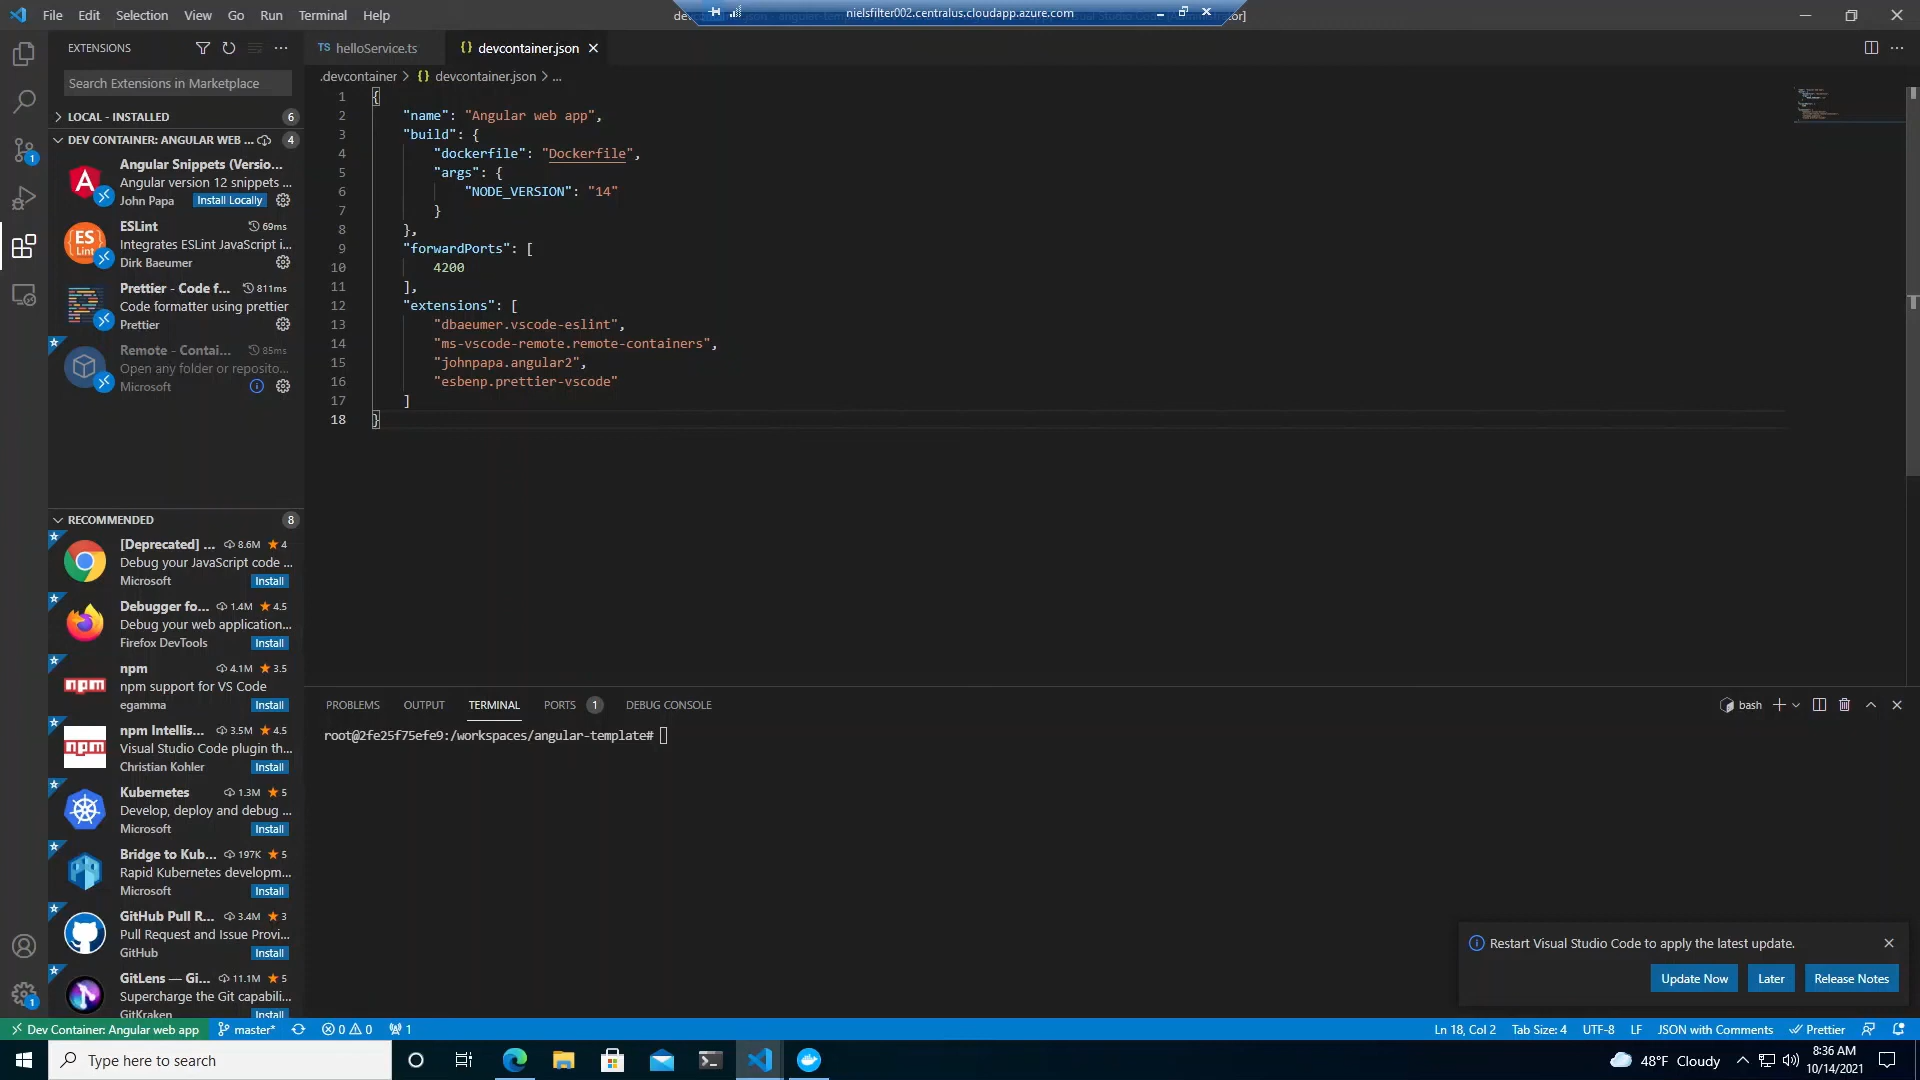 File Edit Selection View Go Run Terminal Help
nielsfilter002.centralus.cloudapp.azure.com
EXTENSIONS
Search Extensions in Marketplace
LOCAL - INSTALLED 6
DEV CONTAINER: ANGULAR WEB ... 4
Angular Snippets (Versio...
Angular version 12 snippets ...
John Papa Install Locally
ESLint 69ms
Integrates ESLint JavaScript i...
Dirk Baeumer
Prettier - Code f... 811ms
Code formatter using prettier
Prettier
Remote - Contai... 85ms
Open any folder or reposito...
Microsoft
RECOMMENDED 8
[Deprecated] ... 8.6M 4
Debug your JavaScript code ...
Microsoft Install
Debugger fo... 1.4M 4.5
Debug your web application...
Firefox DevTools Install
npm 4.1M 3.5
npm support for VS Code
egamma Install
npm Intellis... 3.5M 4.5
Visual Studio Code plugin th...
Christian Kohler Install
Kubernetes 1.3M 5
Develop, deploy and debug ...
Microsoft Install
Bridge to Kub... 197K 5
Rapid Kubernetes developm...
Microsoft Install
GitHub Pull R... 3.4M 3
Pull Request and Issue Provi...
GitHub Install
GitLens — Gi... 11.1M 5
Supercharge the Git capabili...
GitKraken Install
TS helloService.ts {} devcontainer.json
.devcontainer > {} devcontainer.json > ...
1 {
2 "name": "Angular web app",
3 "build": {
4 "dockerfile": "Dockerfile",
5 "args": {
6 "NODE_VERSION": "14"
7 }
8 },
9 "forwardPorts": [
10 4200
11 ],
12 "extensions": [
13 "dbaeumer.vscode-eslint",
14 "ms-vscode-remote.remote-containers",
15 "johnpapa.angular2",
16 "esbenp.prettier-vscode"
17 ]
18 }
PROBLEMS OUTPUT TERMINAL PORTS 1 DEBUG CONSOLE
bash
root@2fe25f75efe9:/workspaces/angular-template#
Restart Visual Studio Code to apply the latest update.
Update Now Later Release Notes
Dev Container: Angular web app master* 0 0 1
Ln 18, Col 2 Tab Size: 4 UTF-8 LF JSON with Comments Prettier
Type here to search
48°F Cloudy
8:36 AM
10/14/2021